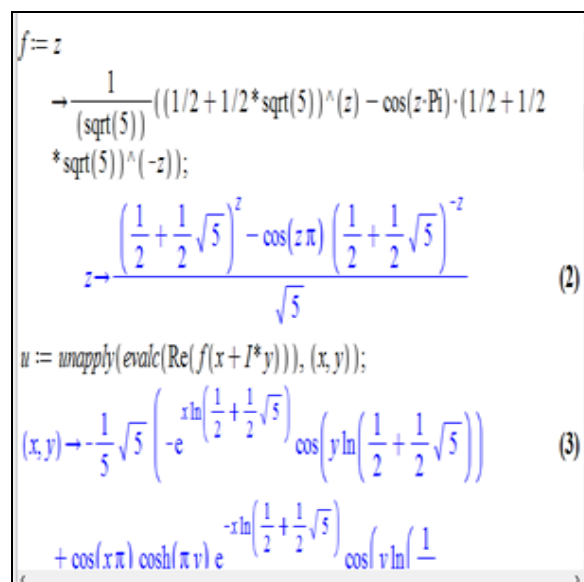 f := z
→ 1/(sqrt(5)) ((1/2 + 1/2*sqrt(5))^(z) − cos(z·Pi)·(1/2 + 1/2
*sqrt(5))^(-z));
z → ((1/2 + 1/2 √5)^z − cos(z π) (1/2 + 1/2 √5)^-z) / √5 (2)
u := unapply(evalc(Re(f(x + I*y))), (x, y));
(x, y) → -1/5 √5 (-e^(x ln(1/2 + 1/2 √5)) cos(y ln(1/2 + 1/2 √5)) (3)
+ cos(x π) cosh(π y) e^(-x ln(1/2 + 1/2 √5)) cos(y ln(1